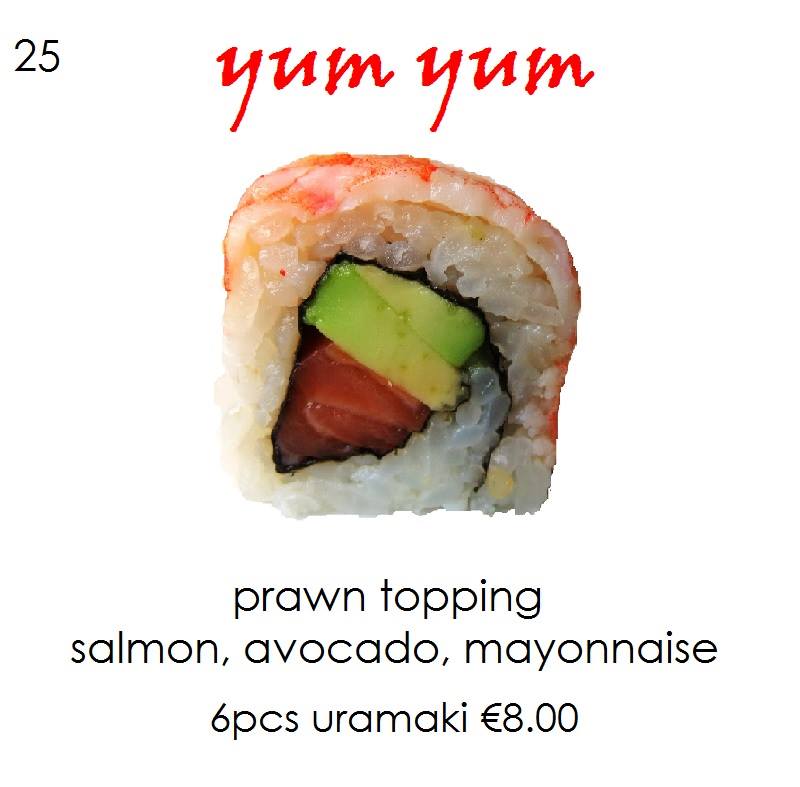 25
yum yum
prawn topping
salmon, avocado, mayonnaise
6pcs uramaki €8.00